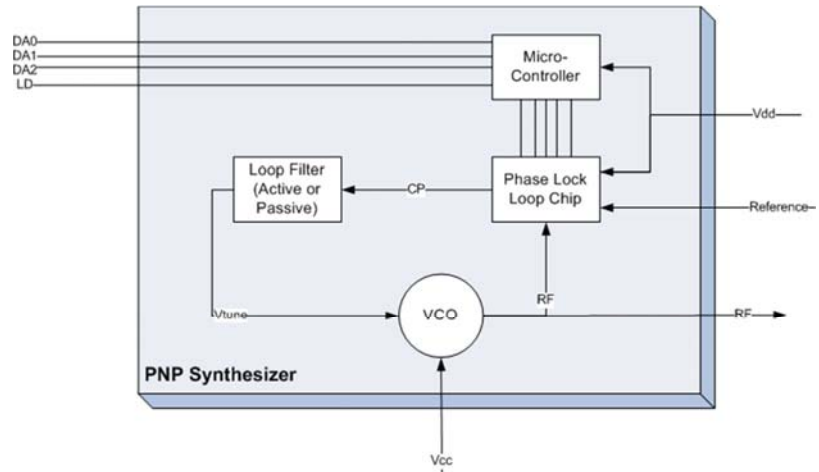 DA0
DA1
DA2
LD
Micro-
Controller
Vdd
Loop Filter
(Active or
Passive)
CP
Phase Lock
Loop Chip
Reference
RF
Vtune
VCO
RF
PNP Synthesizer
Vcc